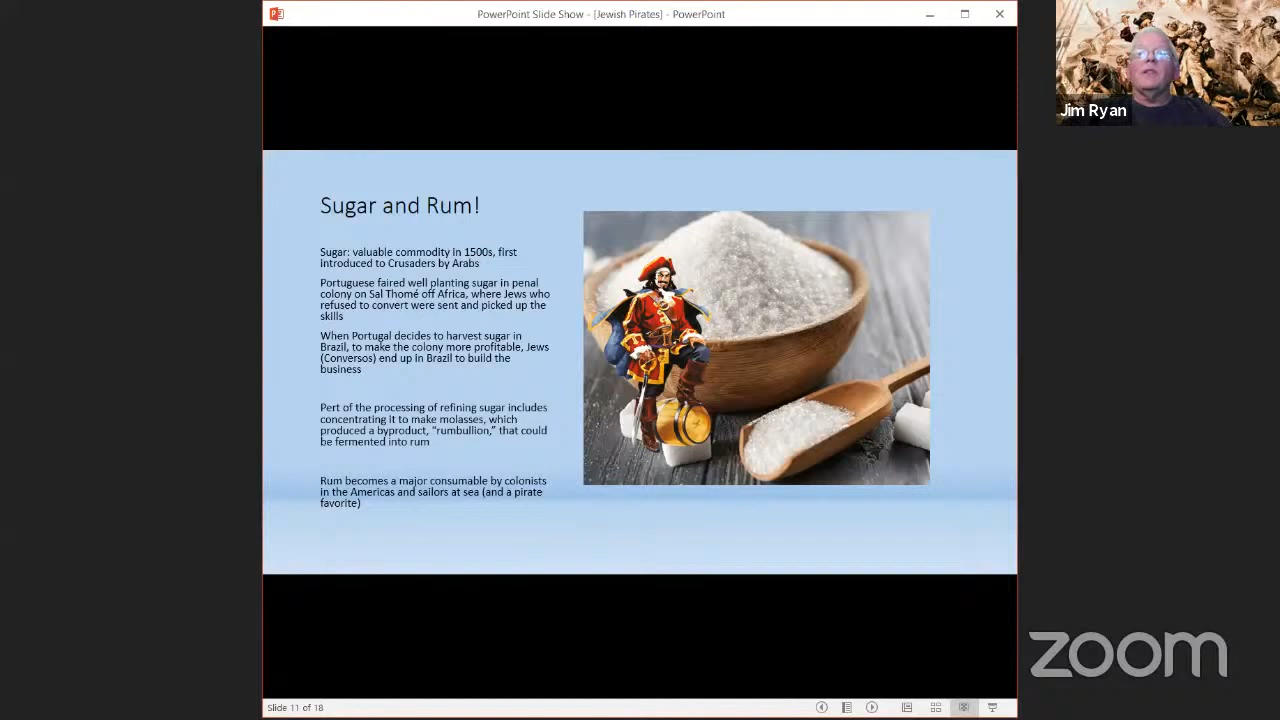 PowerPoint Slide Show - [Jewish Pirates] - PowerPoint
Jim Ryan
Sugar and Rum!
Sugar: valuable commodity in 1500s, first
introduced to Crusaders by Arabs
Portuguese faired well planting sugar in penal
colony on Sal Thomé off Africa, where Jews who
refused to convert were sent and picked up the
skills
When Portugal decides to harvest sugar in
Brazil, to make the colony more profitable, Jews
(Conversos) end up in Brazil to build the
business
Pert of the processing of refining sugar includes
concentrating it to make molasses, which
produced a byproduct, “rumbullion,” that could
be fermented into rum
Rum becomes a major consumable by colonists
in the Americas and sailors at sea (and a pirate
favorite)
zoom
Slide 11 of 18